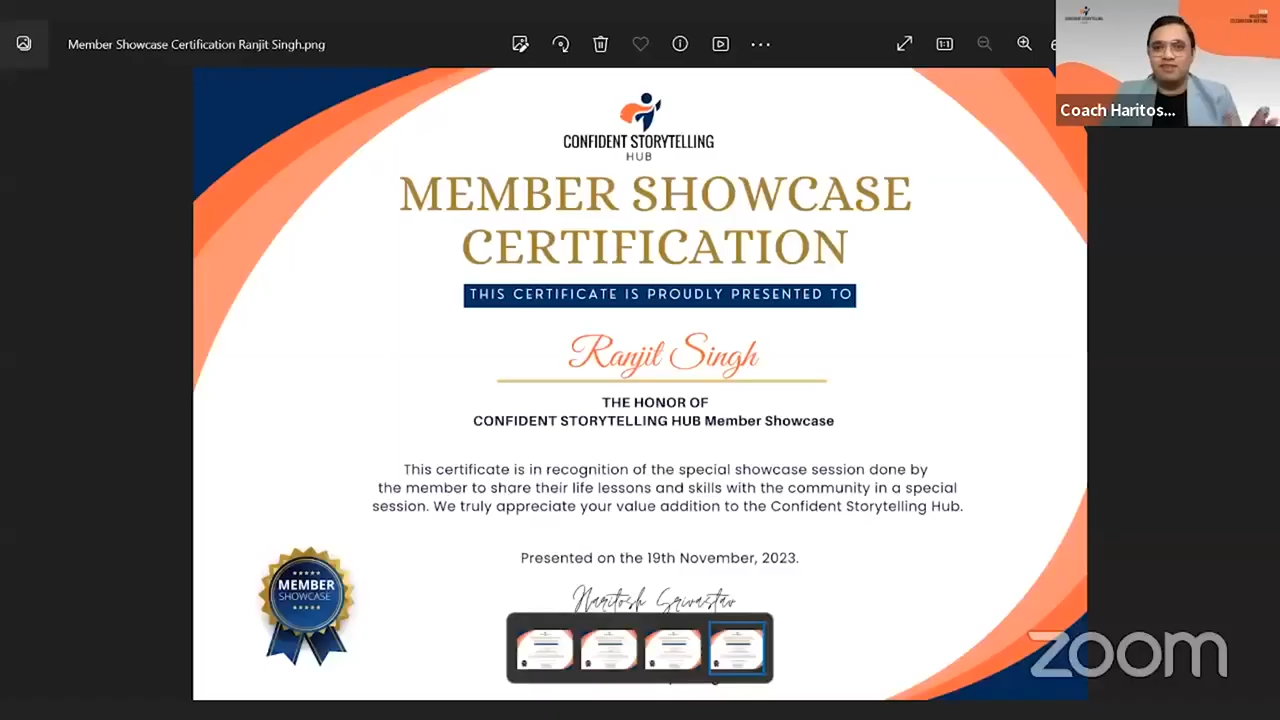 Member Showcase Certification Ranjit Singh.png
1:1
Coach Haritos...
CONFIDENT STORYTELLING
HUB
MEMBER SHOWCASE
CERTIFICATION
THIS CERTIFICATE IS PROUDLY PRESENTED TO
Ranjit Singh
THE HONOR OF
CONFIDENT STORYTELLING HUB Member Showcase
This certificate is in recognition of the special showcase session done by
the member to share their life lessons and skills with the community in a special
session. We truly appreciate your value addition to the Confident Storytelling Hub.
Presented on the 19th November, 2023.
Haritosh Srivastav
MEMBER
SHOWCASE
zoom